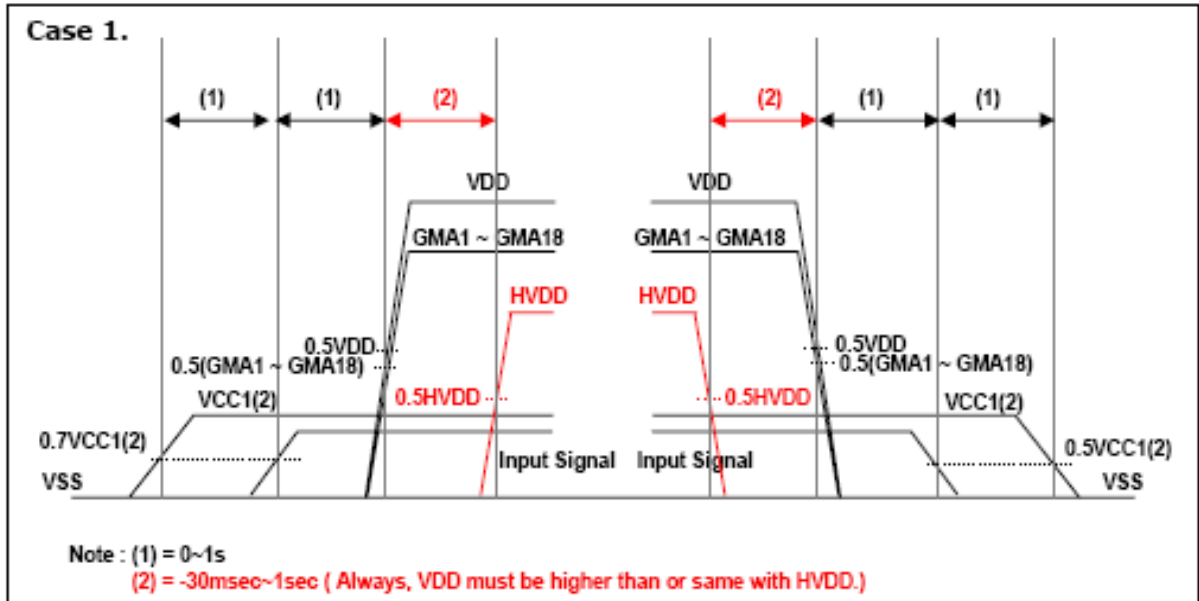 Case 1.
(1) (1) (2) (2) (1) (1)
VDD VDD
GMA1 ~ GMA18 GMA1 ~ GMA18
HVDD HVDD
0.5VDD 0.5VDD
0.5(GMA1 ~ GMA18) 0.5(GMA1 ~ GMA18)
VCC1(2) 0.5HVDD 0.5HVDD VCC1(2)
0.7VCC1(2) Input Signal Input Signal 0.5VCC1(2)
VSS VSS
Note : (1) = 0~1s
(2) = -30msec~1sec ( Always, VDD must be higher than or same with HVDD.)